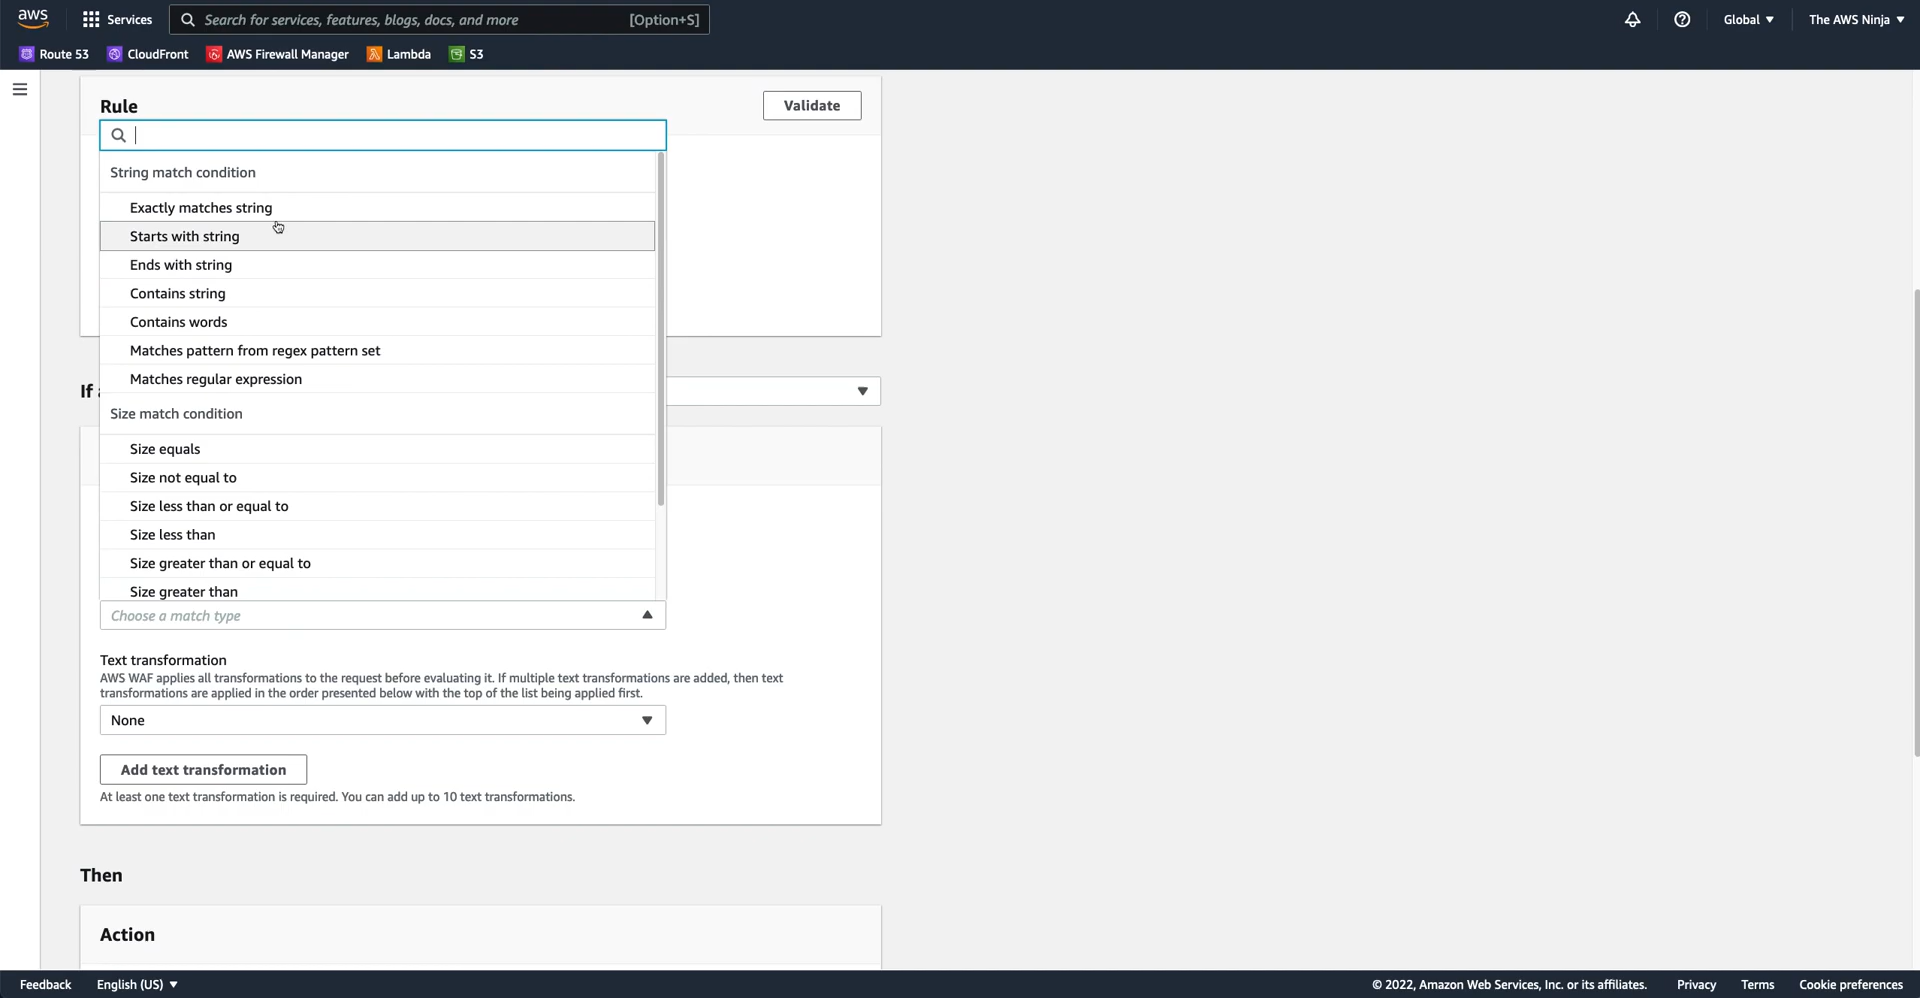 aws Services Search for services, features, blogs, docs, and more [Option+S] Global ▼ The AWS Ninja ▼
Route 53 CloudFront AWS Firewall Manager Lambda S3
Rule Validate
String match condition
Exactly matches string
Starts with string
Ends with string
Contains string
Contains words
Matches pattern from regex pattern set
Matches regular expression
If
Size match condition
Size equals
Size not equal to
Size less than or equal to
Size less than
Size greater than or equal to
Size greater than
Choose a match type
Text transformation
AWS WAF applies all transformations to the request before evaluating it. If multiple text transformations are added, then text
transformations are applied in the order presented below with the top of the list being applied first.
None
Add text transformation
At least one text transformation is required. You can add up to 10 text transformations.
Then
Action
Feedback English (US) ▼ © 2022, Amazon Web Services, Inc. or its affiliates. Privacy Terms Cookie preferences